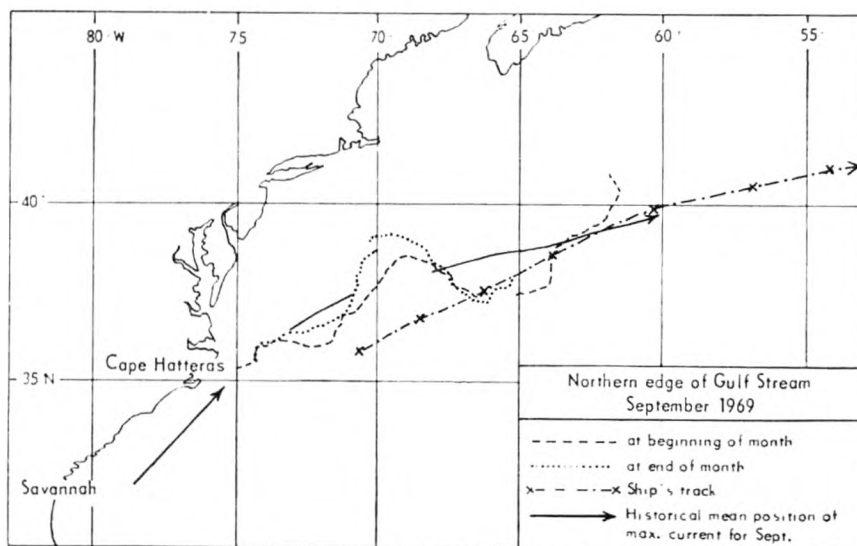 80° W 75 70° 65 60° 55°
40°
Cape Hatteras
35°N
Savannah
Northern edge of Gulf Stream
September 1969
at beginning of month
at end of month
Ship's track
Historical mean position of
max. current for Sept.